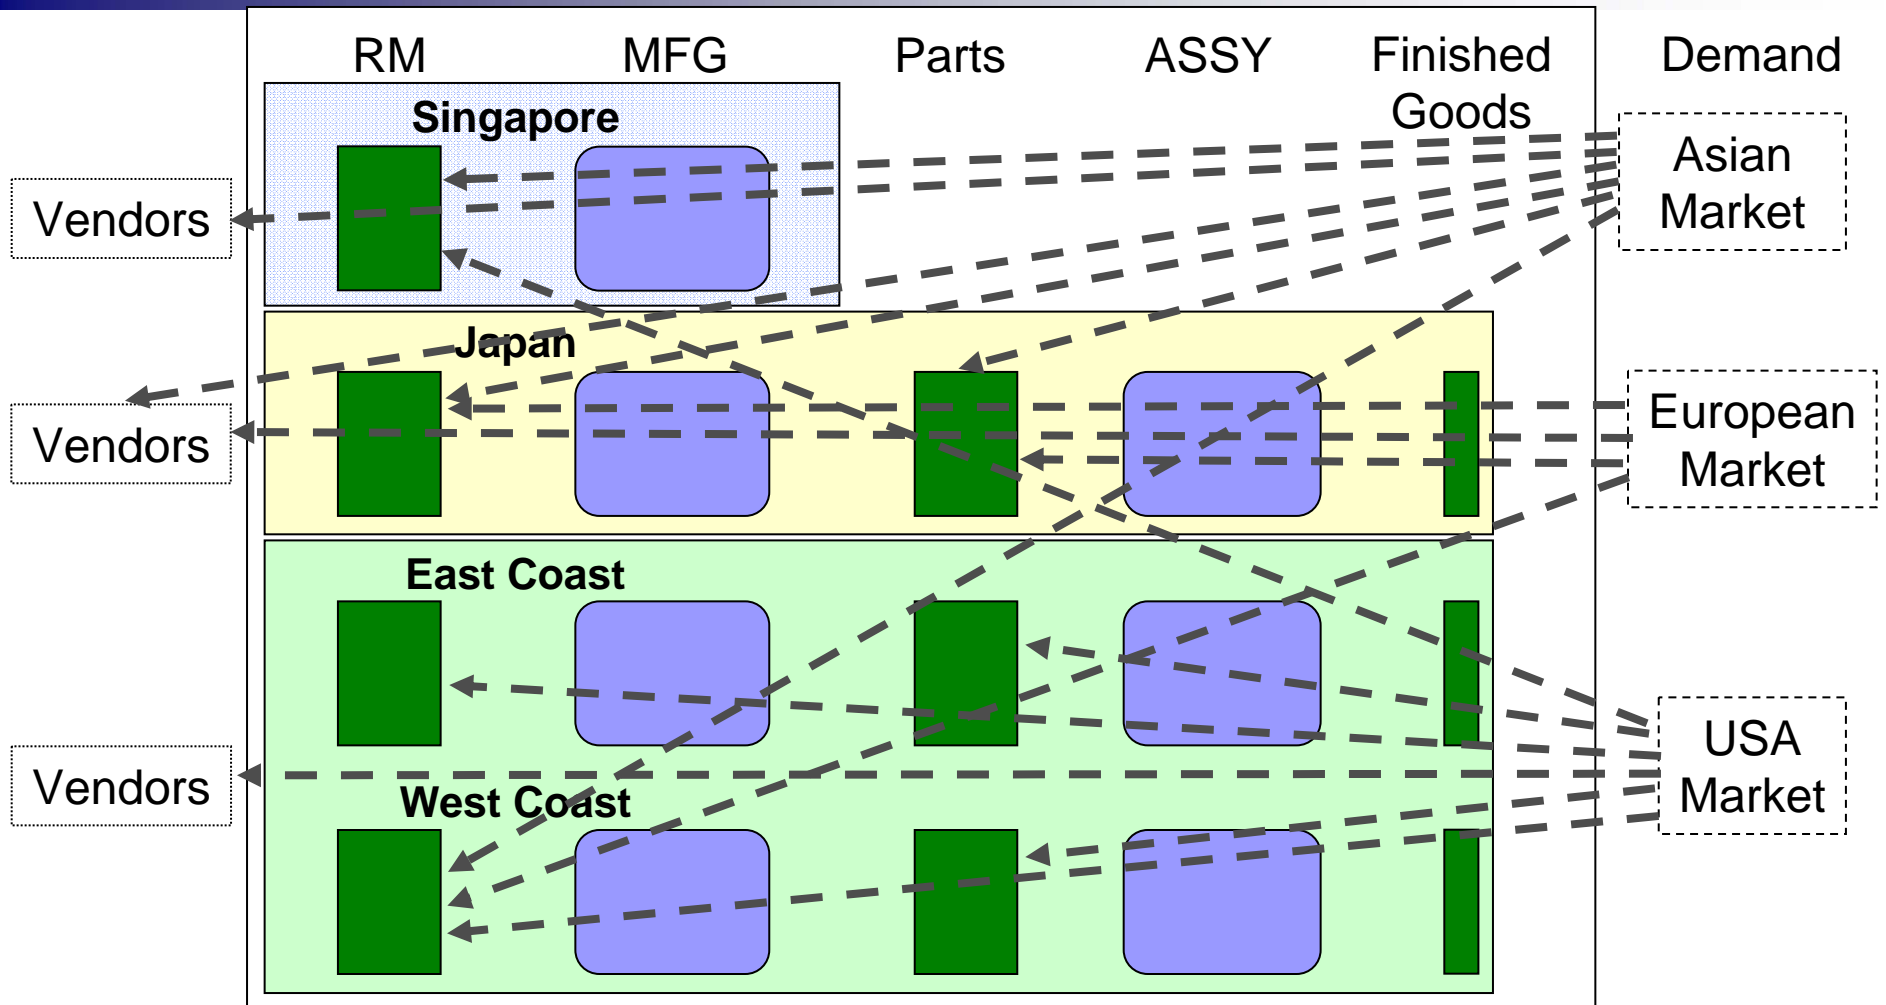 RM
MFG
Parts
ASSY
Finished
Goods
Demand
Singapore
Asian
Market
Vendors
Japan
European
Market
Vendors
East Coast
USA
Market
Vendors
West Coast